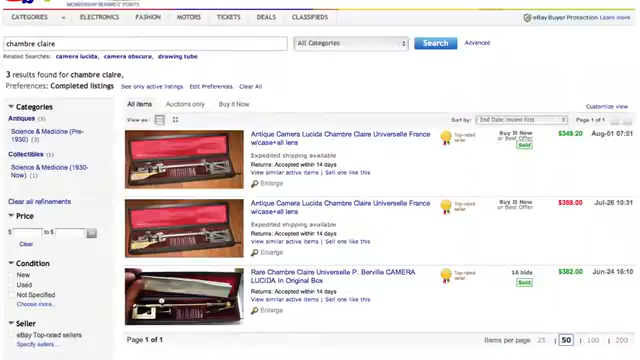 MEMBERSHIP REWARDS POINTS
CATEGORIES ELECTRONICS FASHION MOTORS TICKETS DEALS CLASSIFIEDS
eBay Buyer Protection Learn more
chambre claire All Categories Search Advanced
Related Searches: camera lucida, camera obscura, drawing tube
3 results found for chambre claire,
Preferences: Completed listings See only active listings Edit Preferences Clear All
Categories
Antiques (3)
Science & Medicine (Pre-1930) (3)
Collectibles (1)
Science & Medicine (1930-Now) (1)
Clear all refinements
Price
$ to $ >>
Clear
Condition
New
Used
Not Specified
Choose more...
Seller
eBay Top-rated sellers
Specify sellers...
All items Auctions only Buy It Now
Customize view
View as: Sort by: End Date: recent first Page 1 of 1
Antique Camera Lucida Chambre Claire Universelle France
w/case+all lens
Expedited shipping available
Returns: Accepted within 14 days
View similar active items | Sell one like this
Enlarge
Top-rated seller
Buy It Now
or Best Offer
Sold
$349.20 Aug-01 07:51
Antique Camera Lucida Chambre Claire Universelle France
w/case+all lens
Expedited shipping available
Returns: Accepted within 14 days
View similar active items | Sell one like this
Enlarge
Top-rated seller
Buy It Now
or Best Offer
$388.00 Jul-26 10:31
Rare Chambre Claire Universelle P. Berville CAMERA
LUCIDA in Original Box
Returns: Accepted within 14 days
View similar active items | Sell one like this
Enlarge
Top-rated seller
16 bids
Sold
$382.00 Jun-24 16:10
Page 1 of 1 Items per page 25 | 50 | 100 | 200